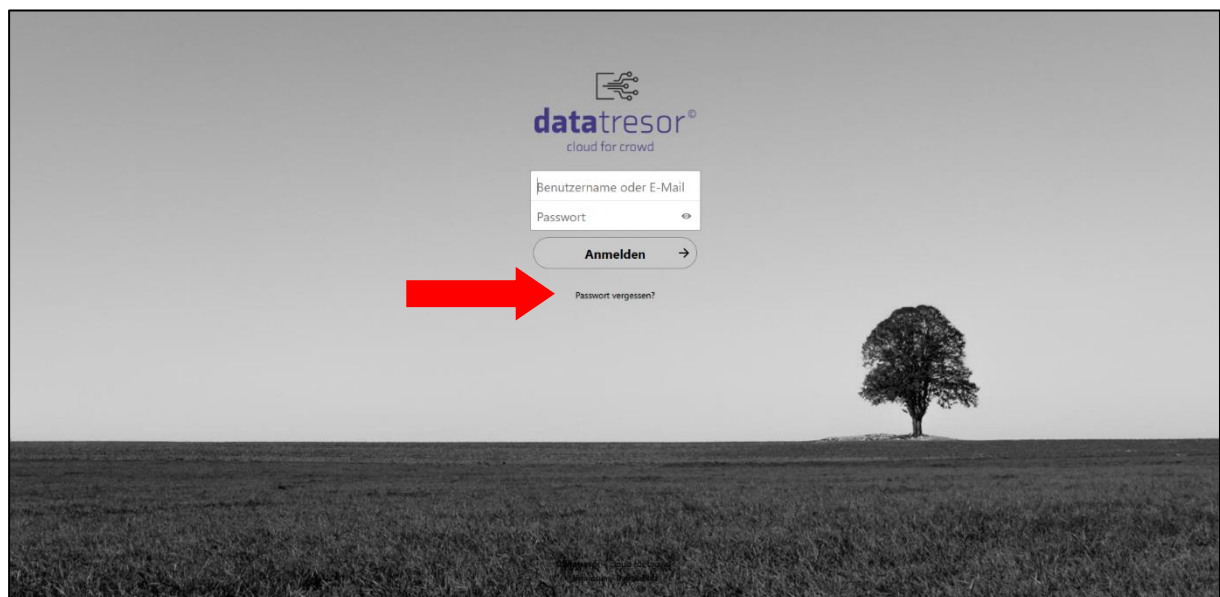 datatresor©
cloud for crowd
Benutzername oder E-Mail
Passwort
Anmelden
Passwort vergessen?